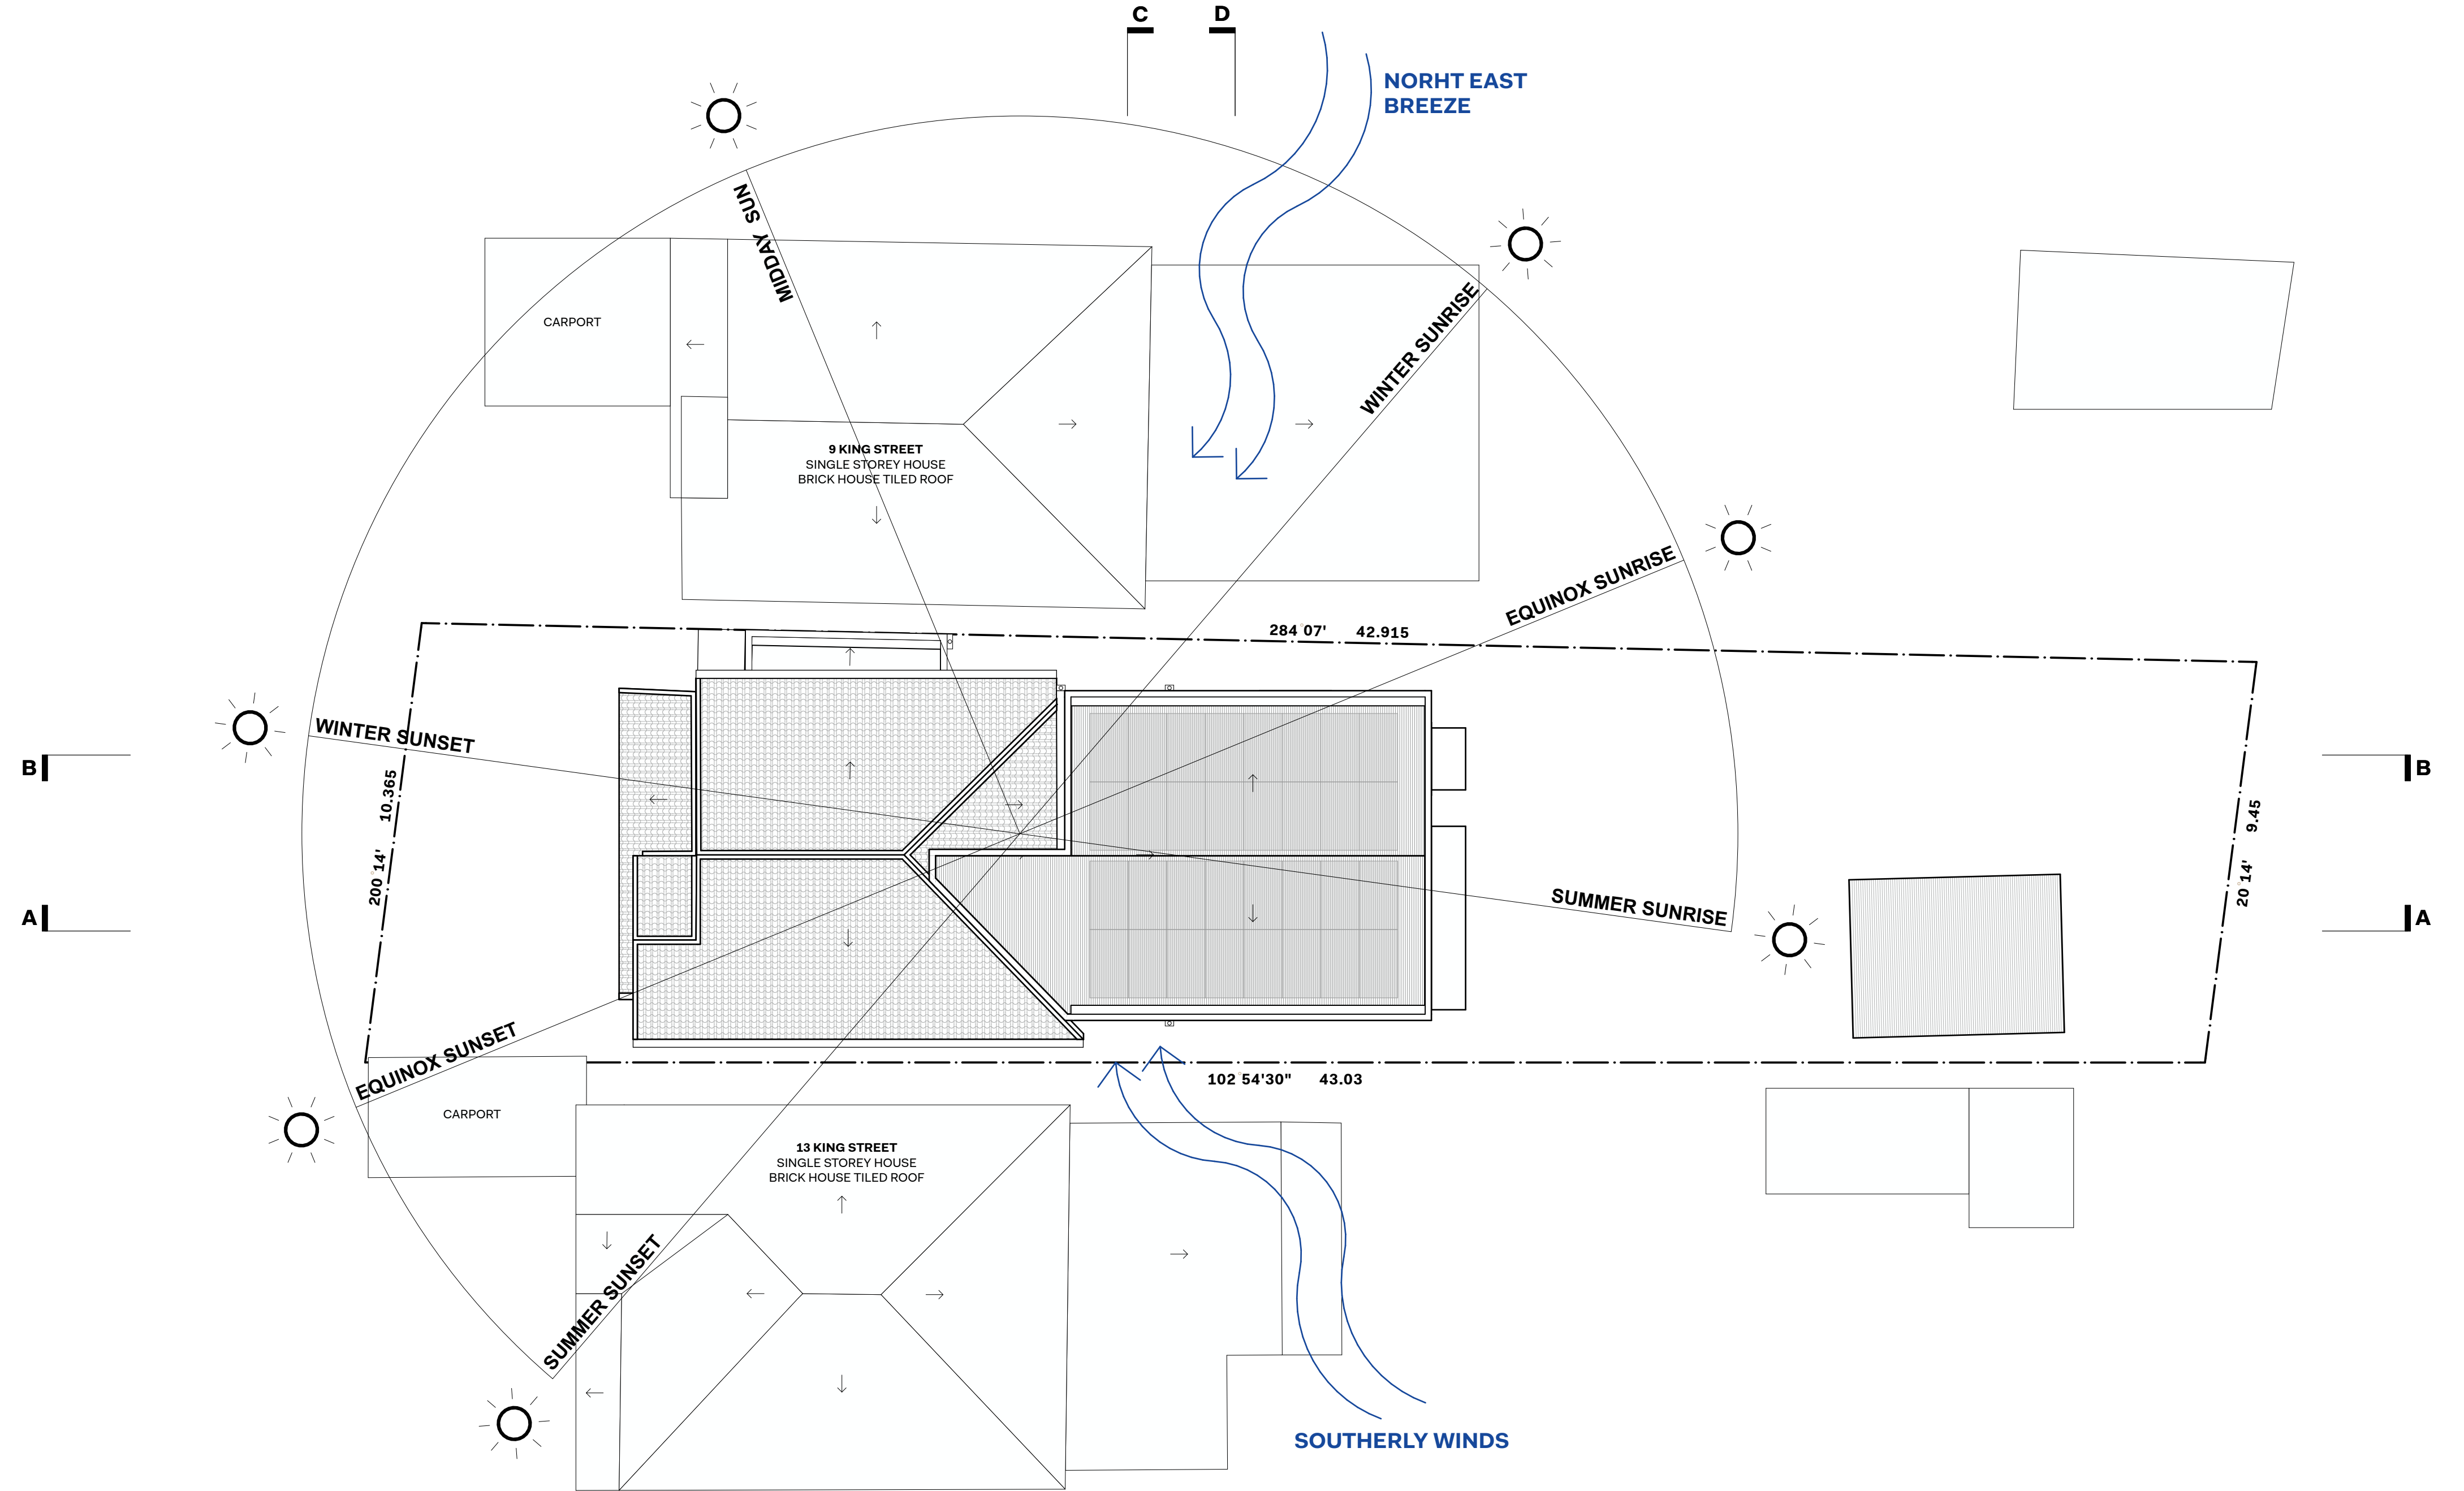 C
D
NORHT EAST
BREEZE
MIDDAY SUN
WINTER SUNRISE
CARPORT
9 KING STREET
SINGLE STOREY HOUSE
BRICK HOUSE TILED ROOF
EQUINOX SUNRISE
284°07' 42.915
WINTER SUNSET
B
B
10.365
200°14'
9.45
20°14'
SUMMER SUNRISE
A
A
EQUINOX SUNSET
102°54'30" 43.03
CARPORT
13 KING STREET
SINGLE STOREY HOUSE
BRICK HOUSE TILED ROOF
SUMMER SUNSET
SOUTHERLY WINDS